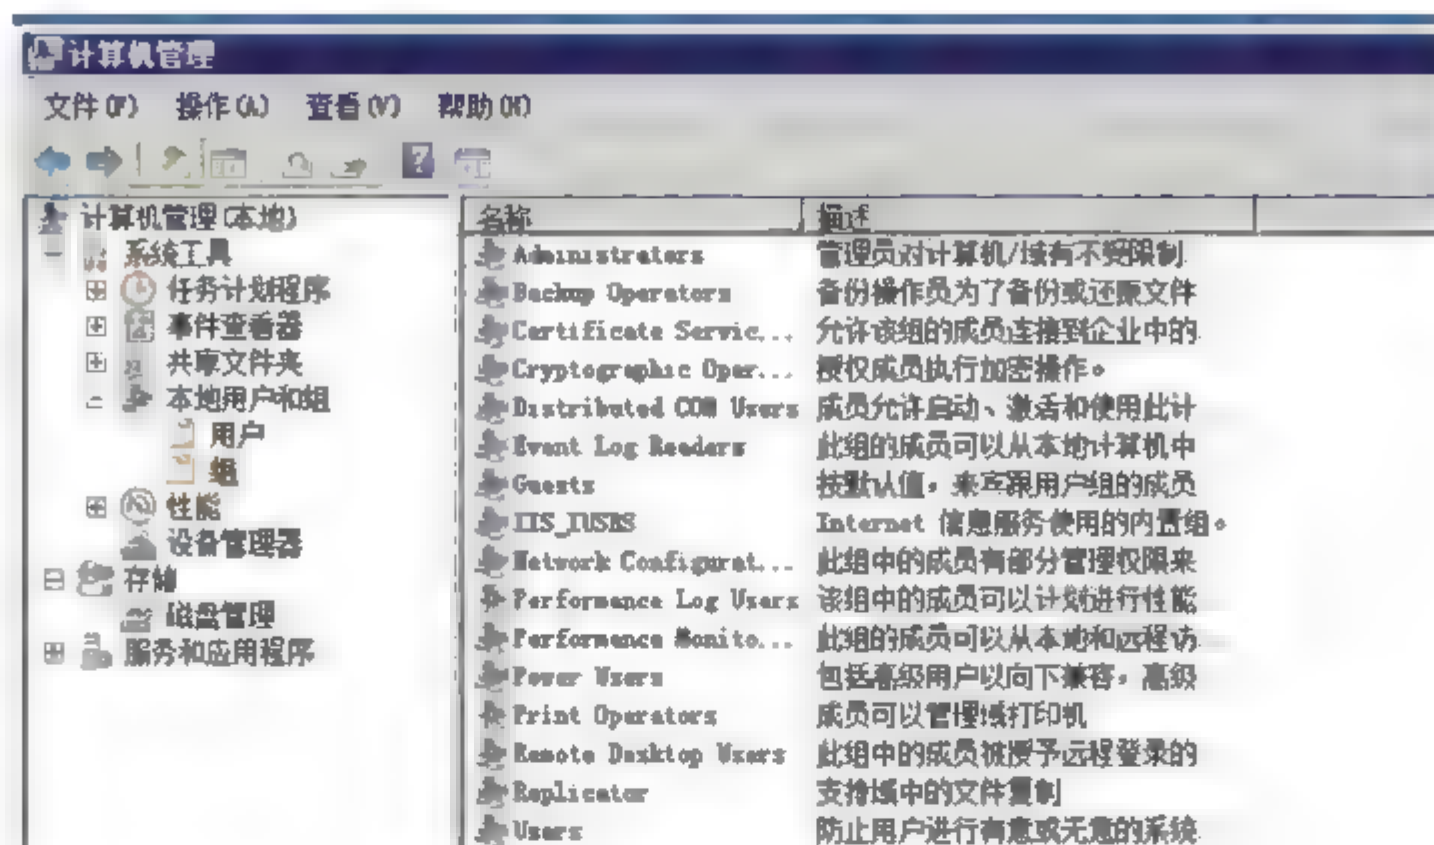 计算机管理
文件(F) 操作(A) 查看(V) 帮助(H)
计算机管理(本地)
系统工具
任务计划程序
事件查看器
共享文件夹
本地用户和组
用户
组
性能
设备管理器
存储
磁盘管理
服务和应用程序
名称 描述
Administrators 管理员对计算机/域有不受限制
Backup Operators 备份操作员为了备份或还原文件
Certificate Servic... 允许该组的成员连接到企业中的
Cryptographic Oper... 授权成员执行加密操作。
Distributed COM Users 成员允许启动、激活和使用此计
Event Log Readers 此组的成员可以从本地计算机中
Guests 按默认值，来宾跟用户组的成员
IIS_IUSRS Internet 信息服务使用的内置组。
Network Configurat... 此组中的成员有部分管理权限来
Performance Log Users 该组中的成员可以计划进行性能
Performance Monito... 此组的成员可以从本地和远程访
Power Users 包括高级用户以向下兼容，高级
Print Operators 成员可以管理域打印机
Remote Desktop Users 此组中的成员被授予远程登录的
Replicator 支持域中的文件复制
Users 防止用户进行有意或无意的系统